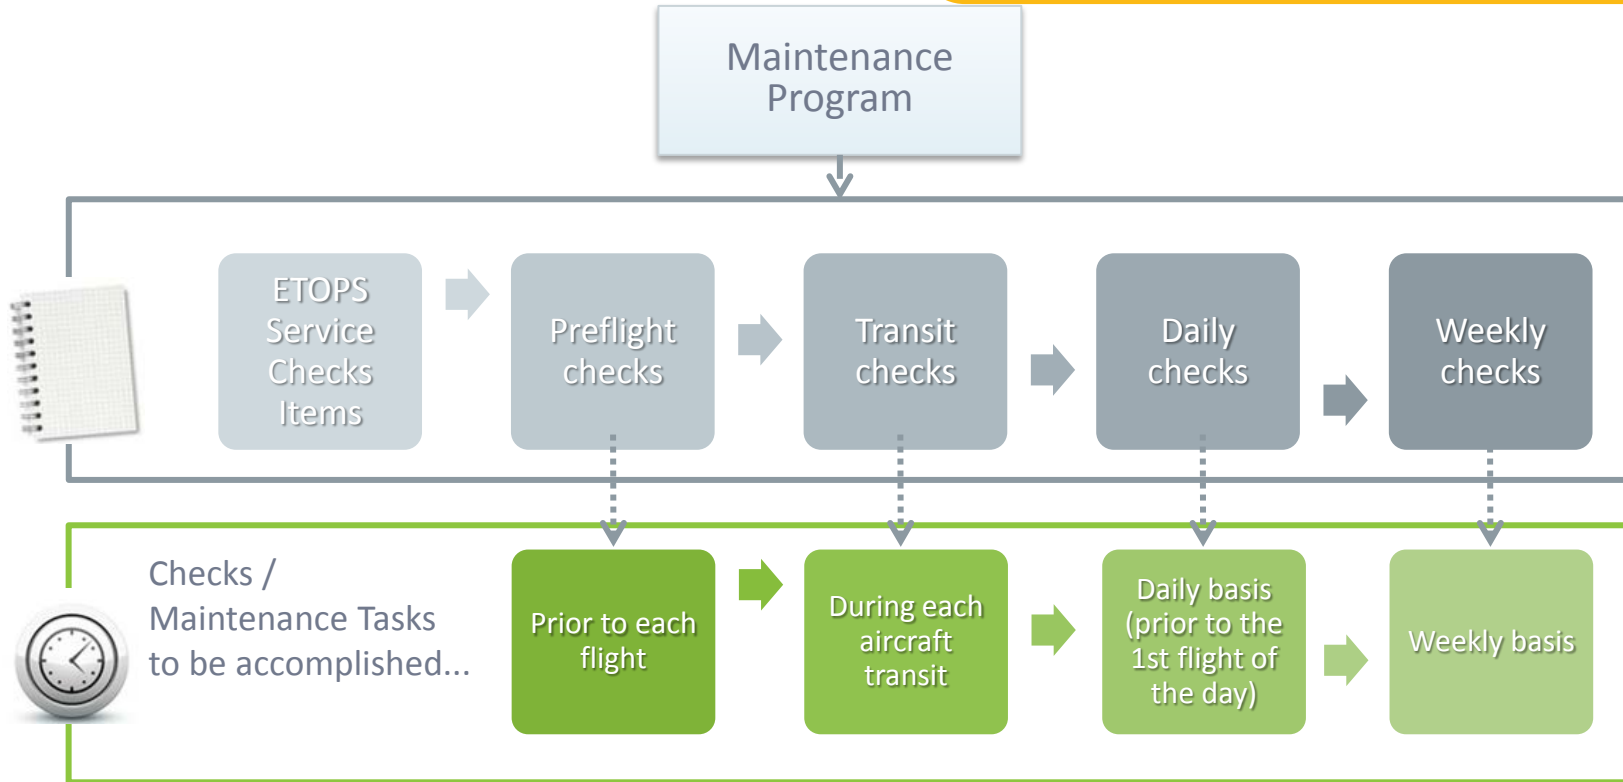 Maintenance
Program
ETOPS
Service
Checks
Items
Preflight
checks
Transit
checks
Daily
checks
Weekly
checks
Checks /
Maintenance Tasks
to be accomplished...
Prior to each
flight
During each
aircraft
transit
Daily basis
(prior to the
1st flight of
the day)
Weekly basis